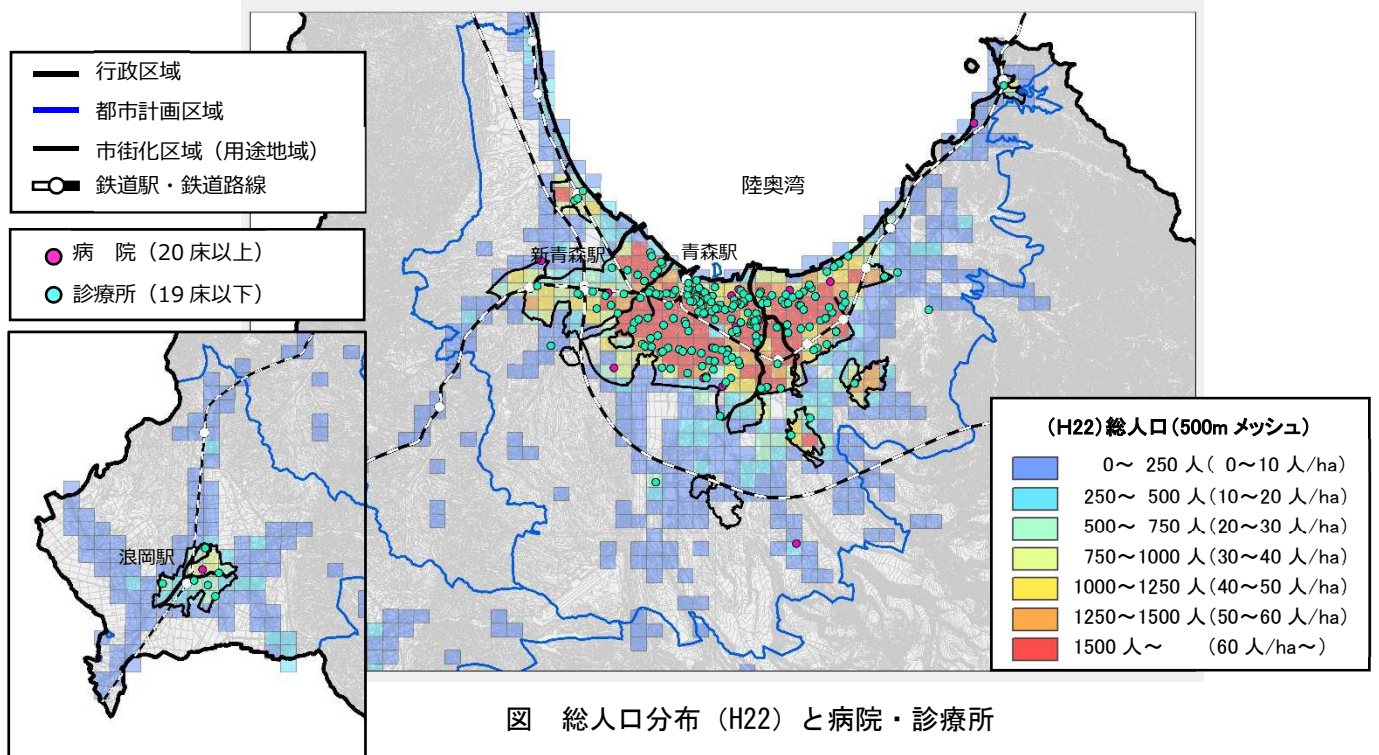 行政区域
都市計画区域
市街化区域（用途地域）
鉄道駅・鉄道路線
病　院（20 床以上）
診療所（19 床以下）
陸奥湾
新青森駅
青森駅
浪岡駅
(H22)総人口(500m メッシュ)
0～ 250 人( 0～10 人/ha)
250～ 500 人(10～20 人/ha)
500～ 750 人(20～30 人/ha)
750～1000 人(30～40 人/ha)
1000～1250 人(40～50 人/ha)
1250～1500 人(50～60 人/ha)
1500 人～　　(60 人/ha～)
図　総人口分布（H22）と病院・診療所